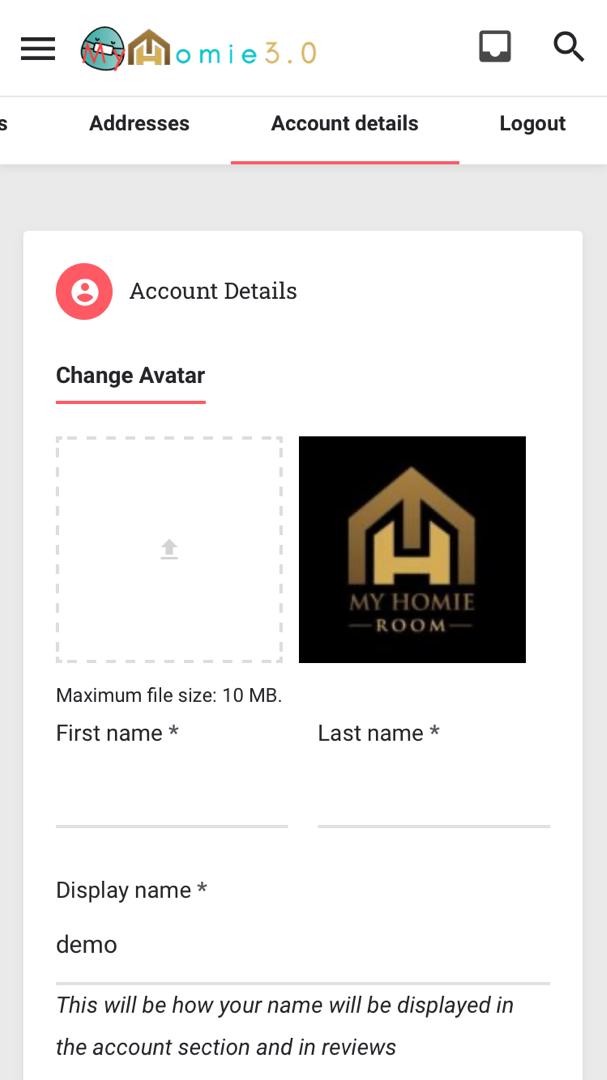 My Homie3.0
s Addresses Account details Logout
Account Details
Change Avatar
MY HOMIE
ROOM
Maximum file size: 10 MB.
First name * Last name *
Display name *
demo
This will be how your name will be displayed in
the account section and in reviews